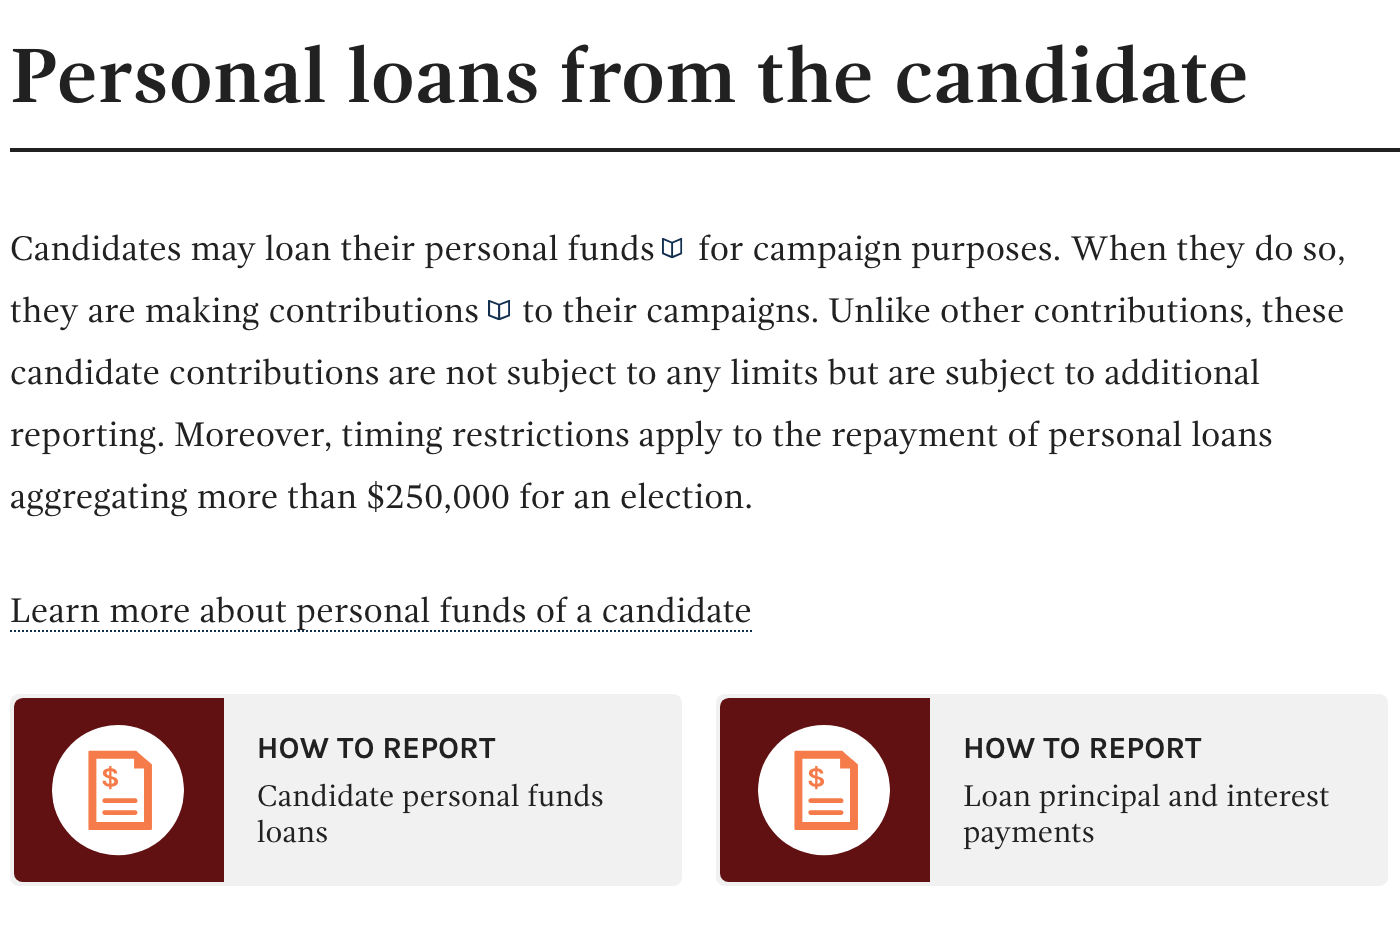 Personal loans from the candidate
Candidates may loan their personal funds for campaign purposes. When they do so,
they are making contributions to their campaigns. Unlike other contributions, these
candidate contributions are not subject to any limits but are subject to additional
reporting. Moreover, timing restrictions apply to the repayment of personal loans
aggregating more than $250,000 for an election.
Learn more about personal funds of a candidate
$
HOW TO REPORT
Candidate personal funds
loans
$
HOW TO REPORT
Loan principal and interest
payments